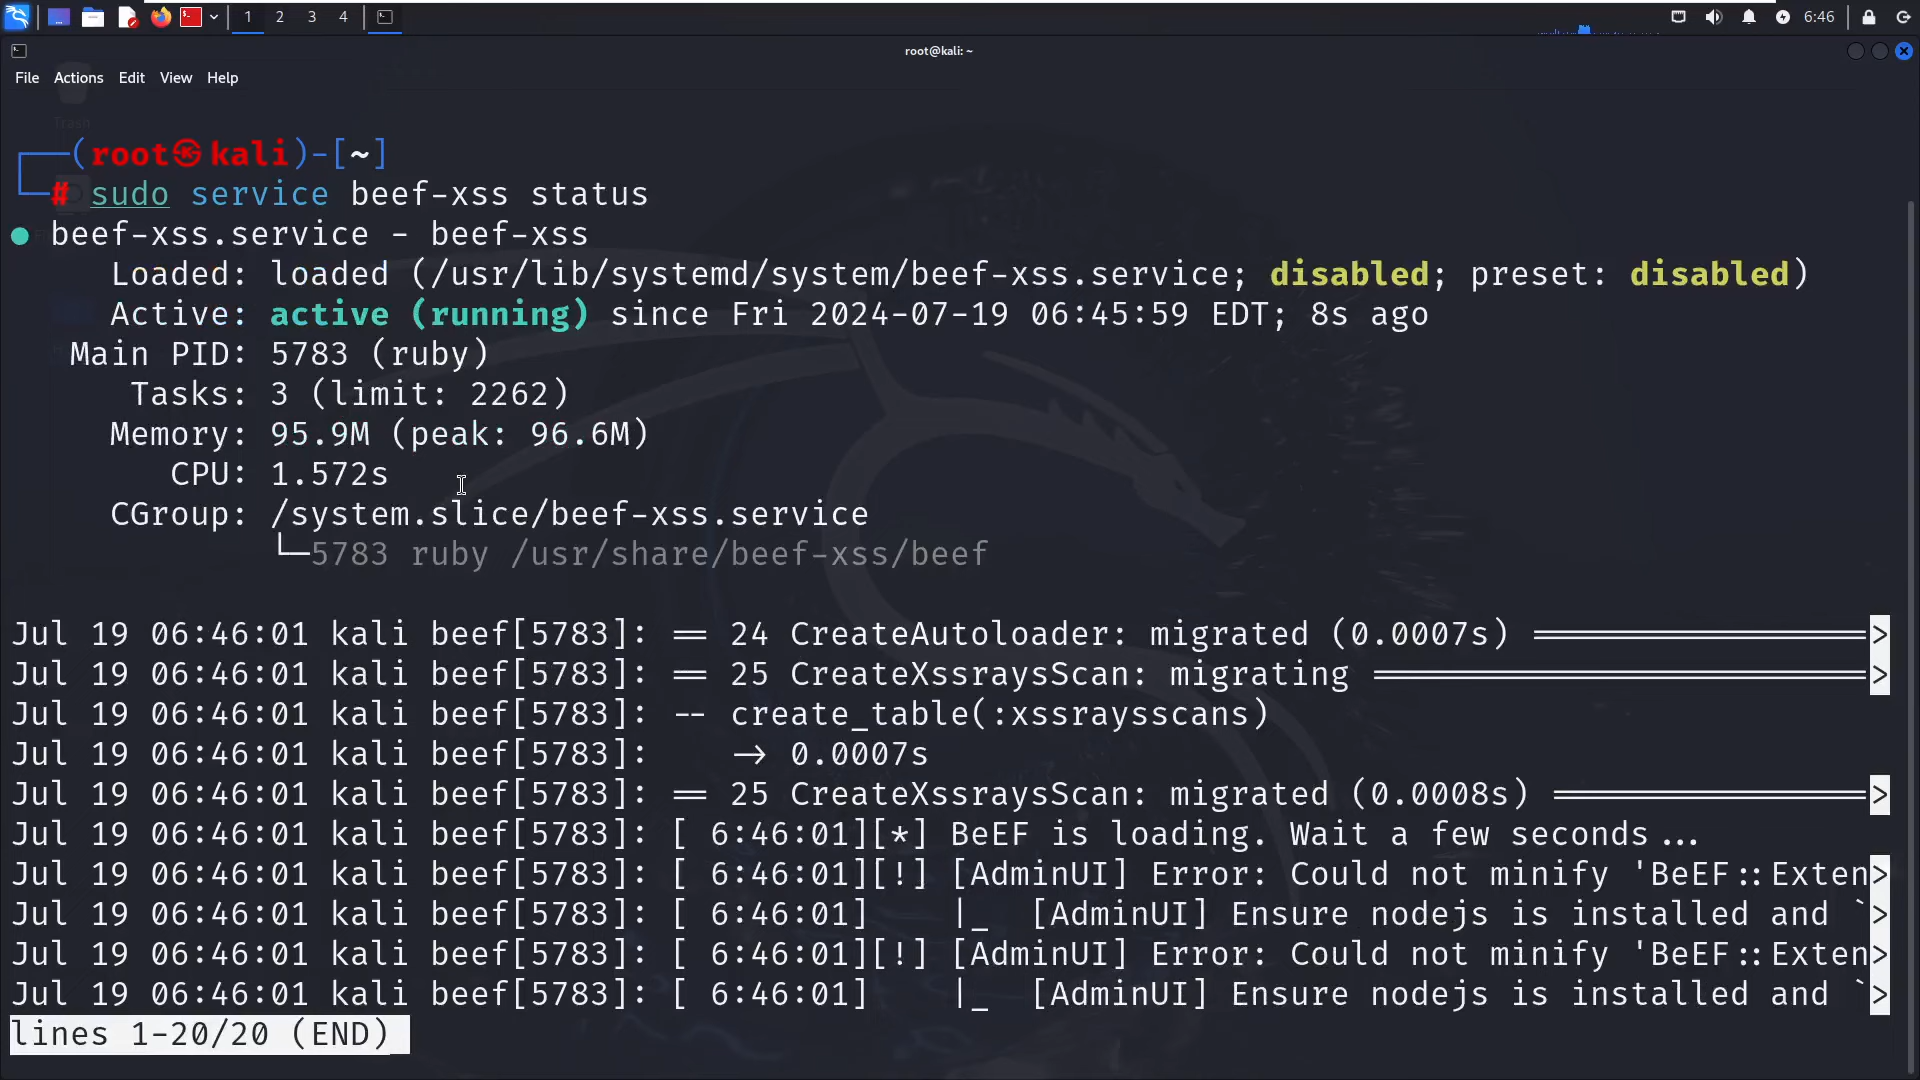 1 2 3 4 6:46
root@kali: ~
File Actions Edit View Help
Trash
┌──(root㉿kali)-[~]
└─# sudo service beef-xss status
● beef-xss.service - beef-xss
Loaded: loaded (/usr/lib/systemd/system/beef-xss.service; disabled; preset: disabled)
Active: active (running) since Fri 2024-07-19 06:45:59 EDT; 8s ago
Main PID: 5783 (ruby)
Tasks: 3 (limit: 2262)
Memory: 95.9M (peak: 96.6M)
CPU: 1.572s
CGroup: /system.slice/beef-xss.service
└─5783 ruby /usr/share/beef-xss/beef
Jul 19 06:46:01 kali beef[5783]: == 24 CreateAutoloader: migrated (0.0007s) =================>
Jul 19 06:46:01 kali beef[5783]: == 25 CreateXssraysScan: migrating =========================>
Jul 19 06:46:01 kali beef[5783]: -- create_table(:xssraysscans)
Jul 19 06:46:01 kali beef[5783]:    -> 0.0007s
Jul 19 06:46:01 kali beef[5783]: == 25 CreateXssraysScan: migrated (0.0008s) ================>
Jul 19 06:46:01 kali beef[5783]: [ 6:46:01][*] BeEF is loading. Wait a few seconds...
Jul 19 06:46:01 kali beef[5783]: [ 6:46:01][!] [AdminUI] Error: Could not minify 'BeEF::Exten>
Jul 19 06:46:01 kali beef[5783]: [ 6:46:01]    |_  [AdminUI] Ensure nodejs is installed and `>
Jul 19 06:46:01 kali beef[5783]: [ 6:46:01][!] [AdminUI] Error: Could not minify 'BeEF::Exten>
Jul 19 06:46:01 kali beef[5783]: [ 6:46:01]    |_  [AdminUI] Ensure nodejs is installed and `>
lines 1-20/20 (END)